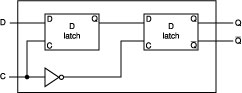 D D Q D Q Q
D latch D latch
C C Q̅ Q̅
C